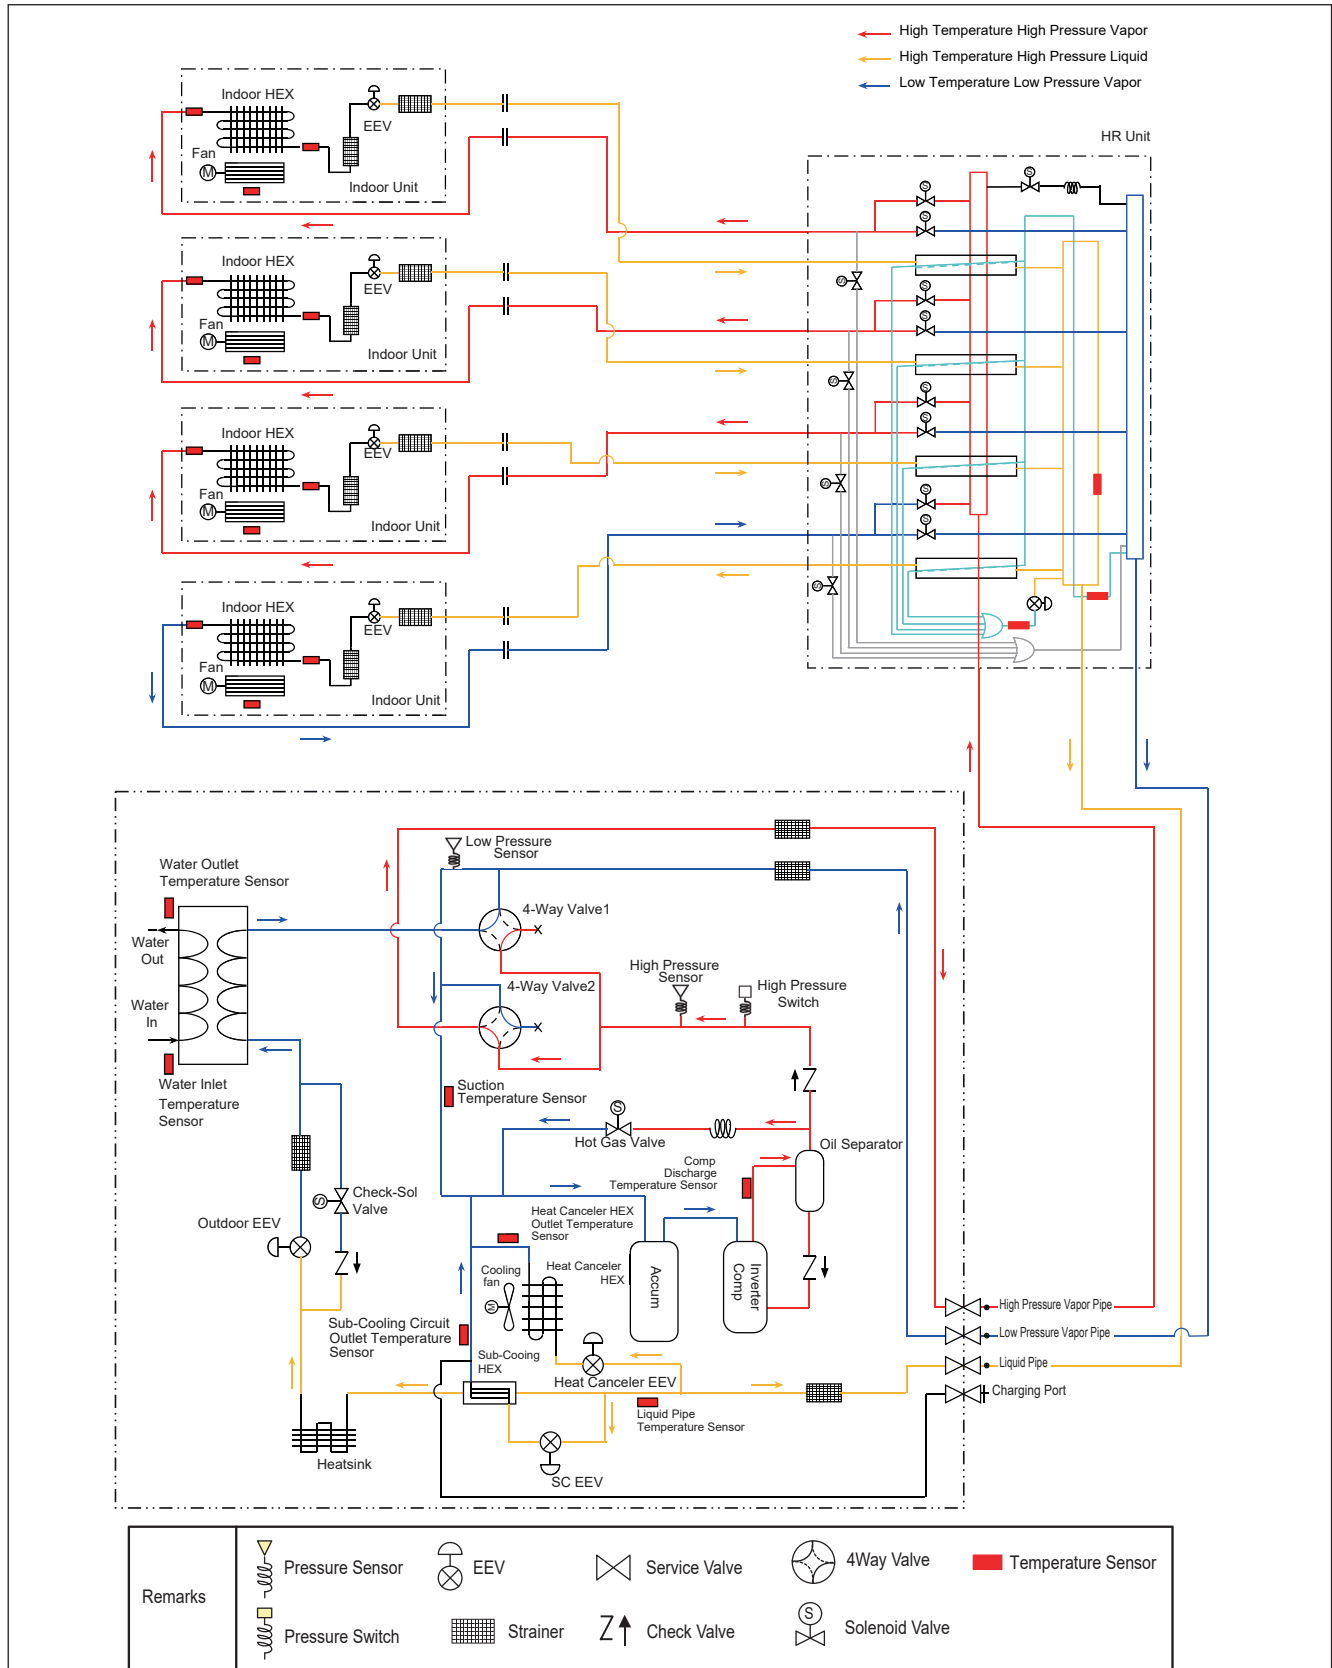 High Temperature High Pressure Vapor
High Temperature High Pressure Liquid
Low Temperature Low Pressure Vapor
HR Unit
Indoor HEX
EEV
Fan
M
Indoor Unit
Indoor HEX
EEV
Fan
M
Indoor Unit
Indoor HEX
EEV
Fan
M
Indoor Unit
Indoor HEX
EEV
Fan
M
Indoor Unit
S
S
S
S
S
S
S
S
S
S
S
S
S
Low Pressure
Sensor
Water Outlet
Temperature Sensor
4-Way Valve1
Water
Out
High Pressure
Sensor
High Pressure
Switch
4-Way Valve2
Water
In
Water Inlet
Temperature
Sensor
Suction
Temperature Sensor
S
Hot Gas Valve
Oil Separator
Comp
Discharge
Temperature Sensor
S
Check-Sol
Valve
Outdoor EEV
Heat Canceler HEX
Outlet Temperature
Sensor
Cooling
fan
M
Heat Canceler
HEX
Accum
Inverter
Comp
Sub-Cooling Circuit
Outlet Temperature
Sensor
Sub-Cooing
HEX
Heat Canceler EEV
High Pressure Vapor Pipe
Low Pressure Vapor Pipe
Liquid Pipe
Charging Port
Liquid Pipe
Temperature Sensor
Heatsink
SC EEV
Remarks
Pressure Sensor
EEV
Service Valve
4Way Valve
Temperature Sensor
Pressure Switch
Strainer
Check Valve
S
Solenoid Valve